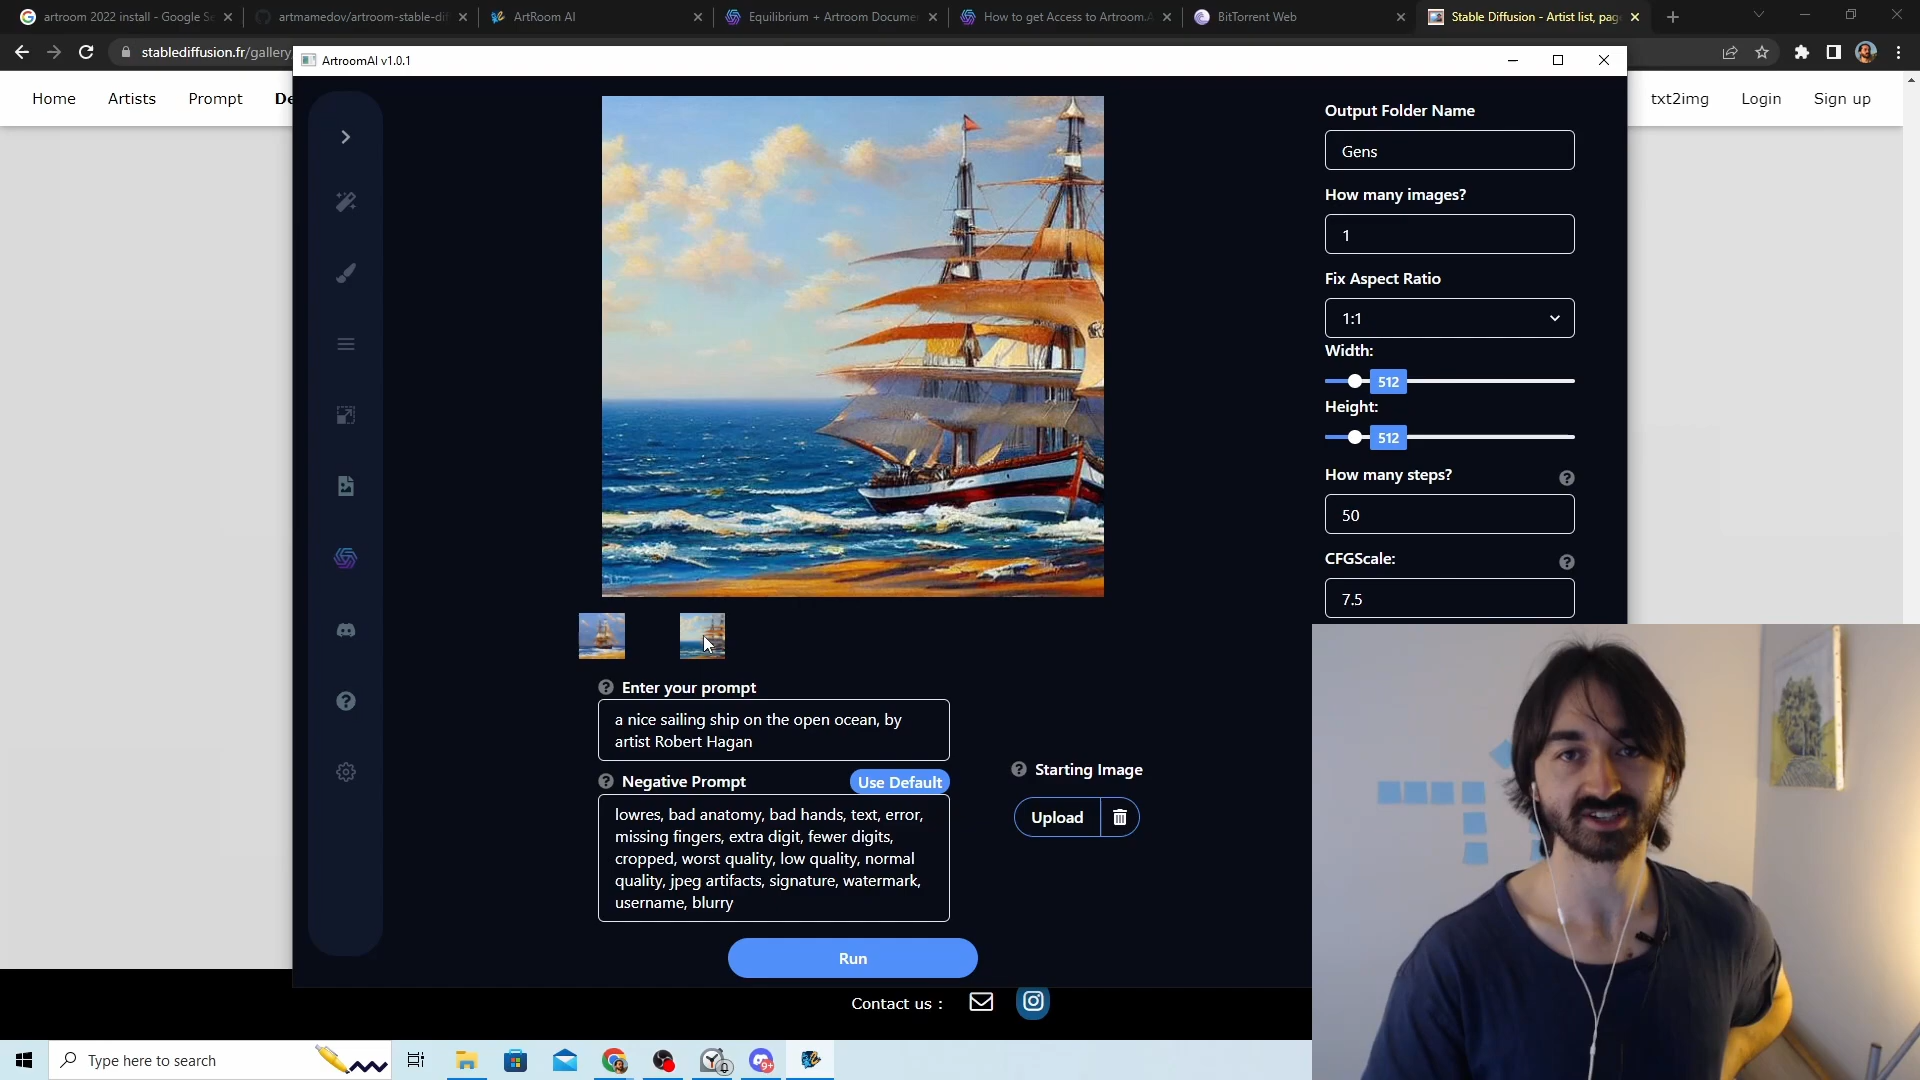 artroom 2022 install - Google Se
artmamedov/artroom-stable-dif
ArtRoom AI
Equilibrium + Artroom Docume
How to get Access to Artroom.A
BitTorrent Web
Stable Diffusion - Artist list, pag
stablediffusion.fr/gallery
ArtroomAI v1.0.1
Home
Artists
Prompt
De
txt2img
Login
Sign up
Output Folder Name
Gens
How many images?
1
Fix Aspect Ratio
1:1
Width:
512
Height:
512
How many steps?
50
CFGScale:
7.5
Enter your prompt
a nice sailing ship on the open ocean, by
artist Robert Hagan
Negative Prompt
Use Default
lowres, bad anatomy, bad hands, text, error,
missing fingers, extra digit, fewer digits,
cropped, worst quality, low quality, normal
quality, jpeg artifacts, signature, watermark,
username, blurry
Starting Image
Upload
Run
Contact us :
Type here to search
9+